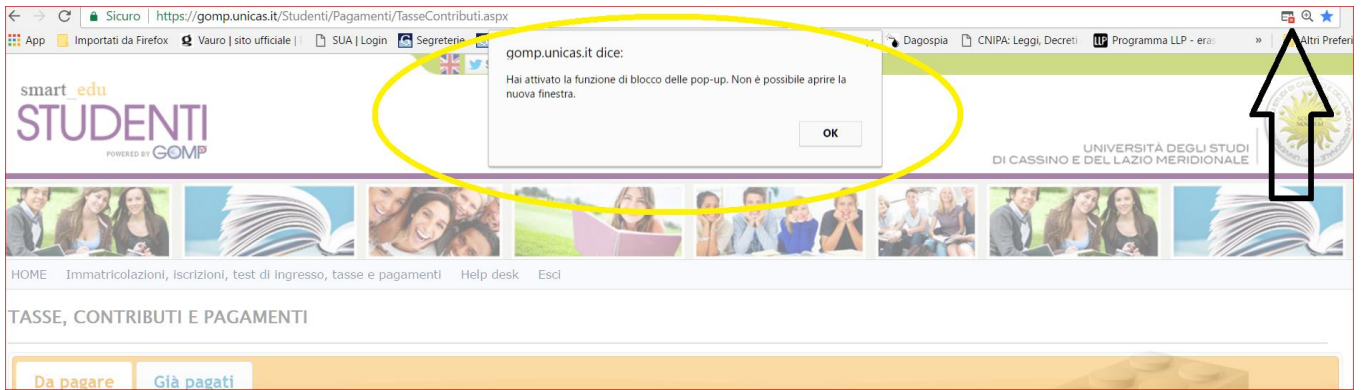 Sicuro | https://gomp.unicas.it/Studenti/Pagamenti/TasseContributi.aspx
App Importati da Firefox Vauro | sito ufficiale | SUA | Login Segreterie Dagospia CNIPA: Leggi, Decreti Programma LLP - eras » Altri Preferi
gomp.unicas.it dice:
Hai attivato la funzione di blocco delle pop-up. Non è possibile aprire la
nuova finestra.
OK
smart_edu
STUDENTI
POWERED BY GOMP
UNIVERSITÀ DEGLI STUDI
DI CASSINO E DEL LAZIO MERIDIONALE
HOME Immatricolazioni, iscrizioni, test di ingresso, tasse e pagamenti Help desk Esci
TASSE, CONTRIBUTI E PAGAMENTI
Da pagare Già pagati